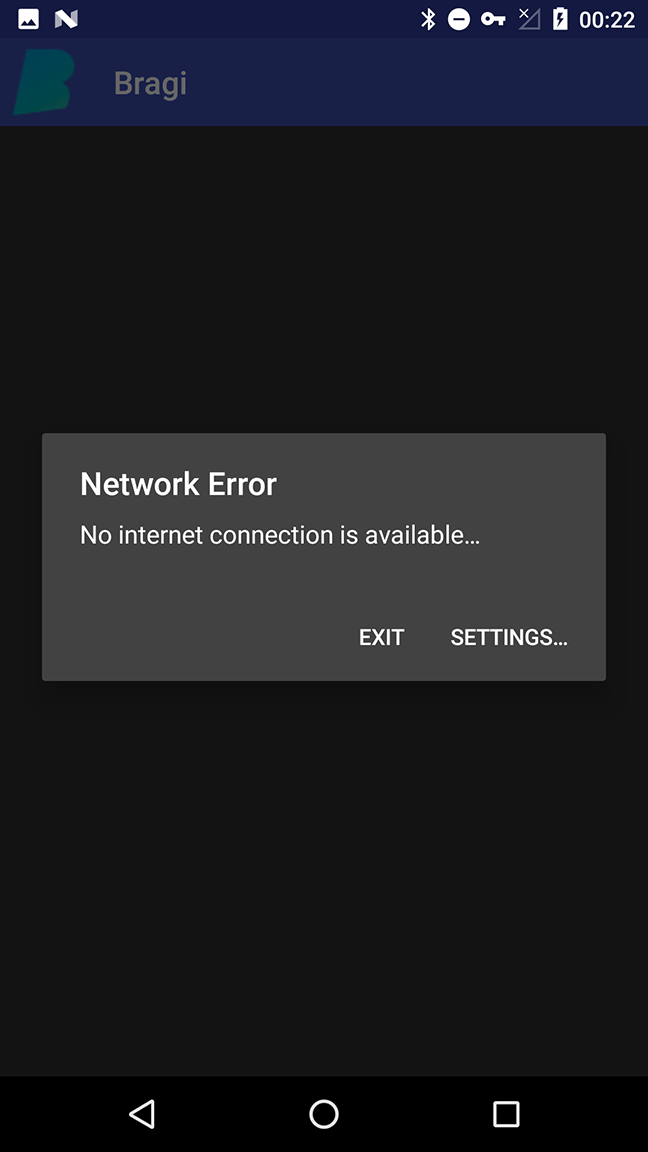 00:22
Bragi
Network Error
No internet connection is available…
EXIT SETTINGS…